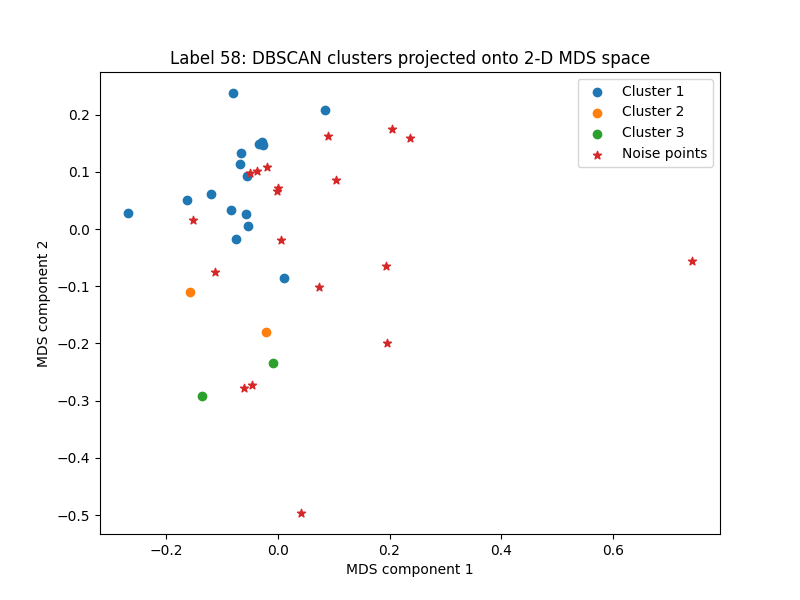 Label 58: DBSCAN clusters projected onto 2-D MDS space
Cluster 1
Cluster 2
Cluster 3
Noise points
0.2
0.1
0.0
−0.1
−0.2
−0.3
−0.4
−0.5
MDS component 2
−0.2
0.0
0.2
0.4
0.6
MDS component 1